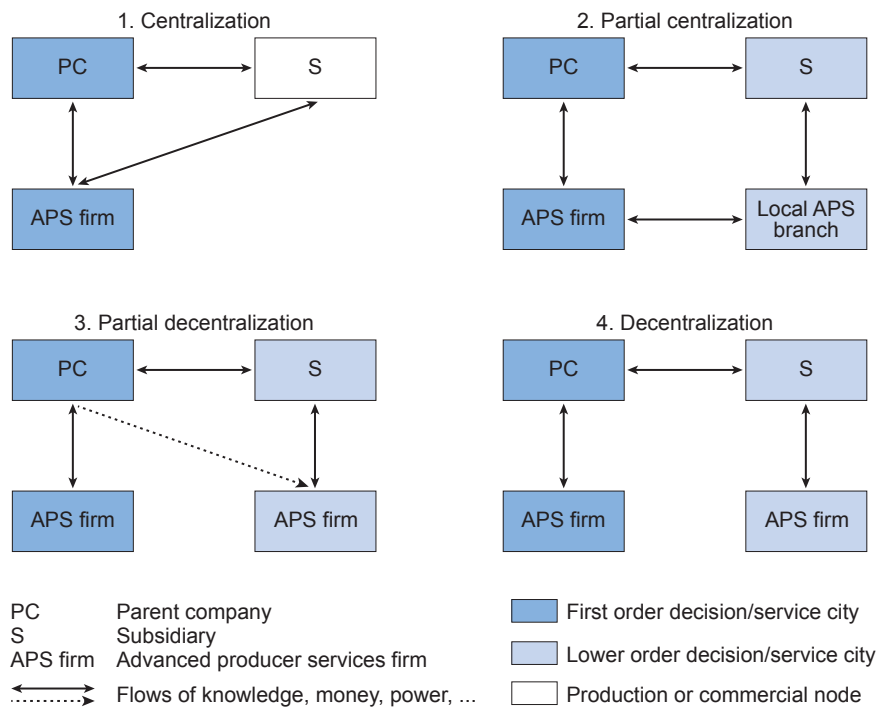 1. Centralization
2. Partial centralization
PC
S
PC
S
APS firm
APS firm
Local APS
branch
3. Partial decentralization
4. Decentralization
PC
S
PC
S
APS firm
APS firm
APS firm
APS firm
PC Parent company
S Subsidiary
APS firm Advanced producer services firm
Flows of knowledge, money, power, ...
First order decision/service city
Lower order decision/service city
Production or commercial node